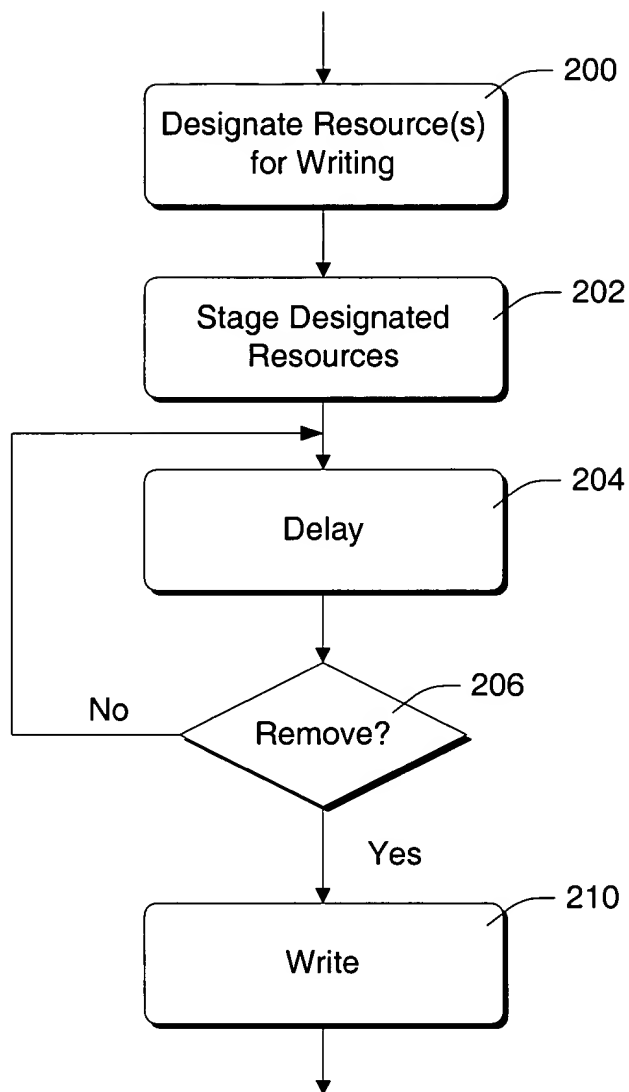 200
Designate Resource(s)
for Writing
202
Stage Designated
Resources
204
Delay
206
No
Remove?
Yes
210
Write